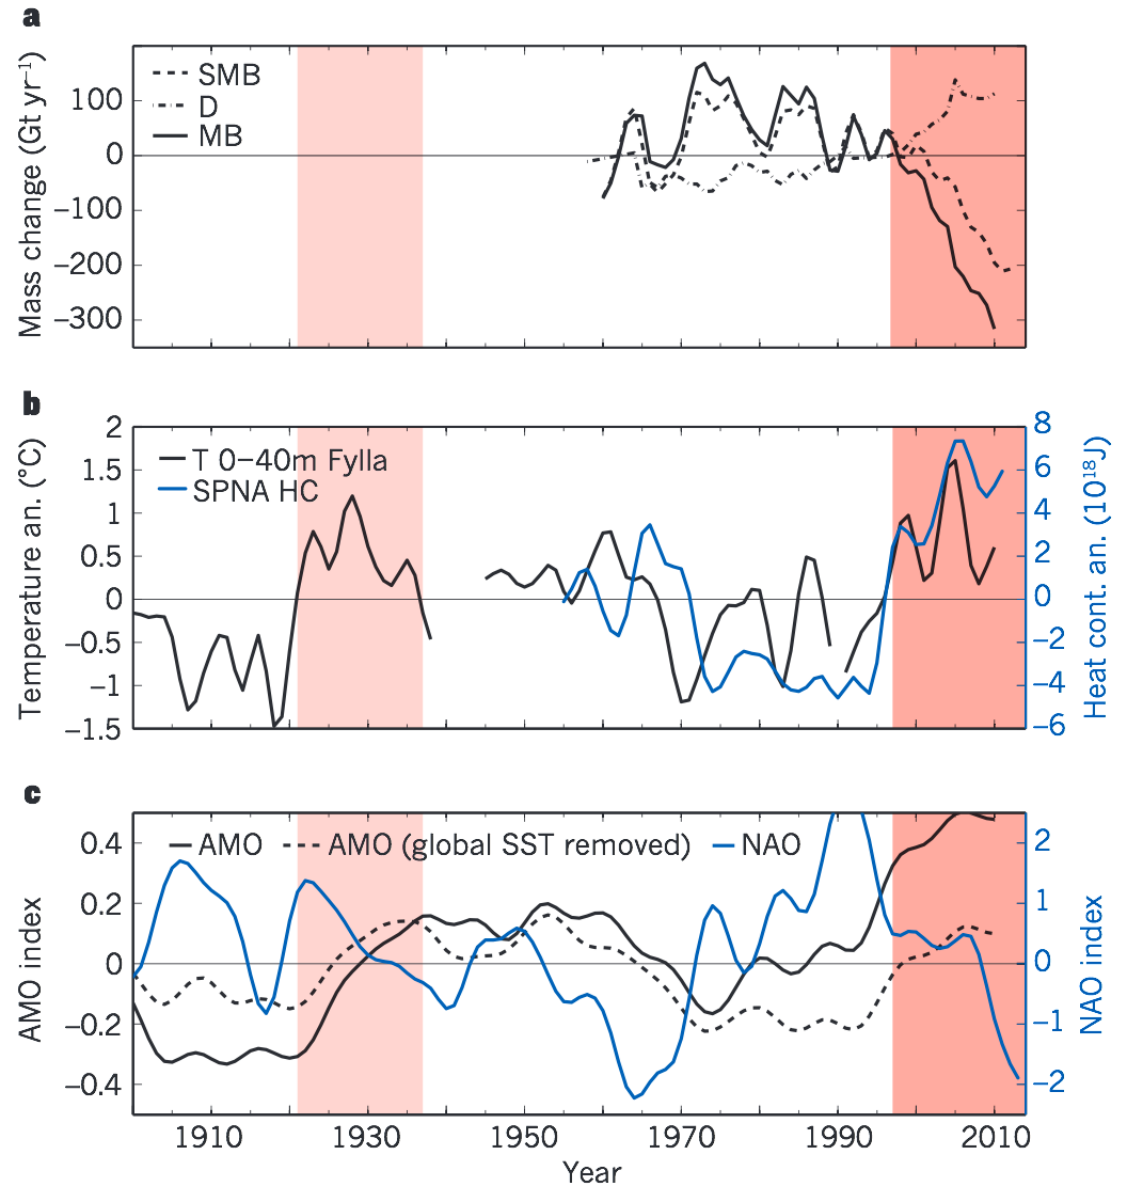 a
Mass change (Gt yr⁻¹)
100
0
−100
−200
−300
SMB
D
MB
b
Temperature an. (°C)
2
1.5
1
0.5
0
−0.5
−1
−1.5
T 0−40m Fylla
SPNA HC
8
6
4
2
0
−2
−4
−6
Heat cont. an. (10¹⁸J)
c
AMO index
0.4
0.2
0
−0.2
−0.4
AMO AMO (global SST removed) NAO
2
1
0
−1
−2
NAO index
1910 1930 1950 1970 1990 2010
Year